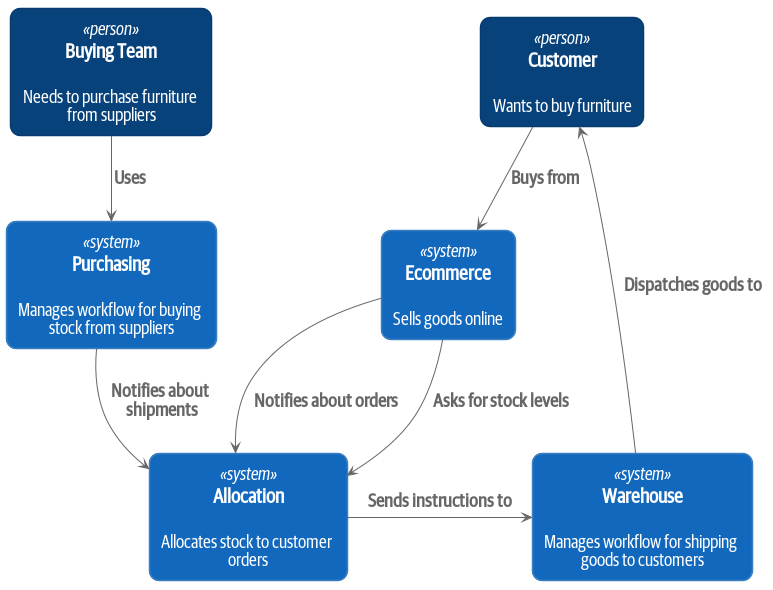 «person»
Buying Team
Needs to purchase furniture
from suppliers
«person»
Customer
Wants to buy furniture
Uses
Buys from
«system»
Purchasing
Manages workflow for buying
stock from suppliers
«system»
Ecommerce
Sells goods online
Dispatches goods to
Notifies about
shipments
Notifies about orders
Asks for stock levels
«system»
Allocation
Allocates stock to customer
orders
Sends instructions to
«system»
Warehouse
Manages workflow for shipping
goods to customers